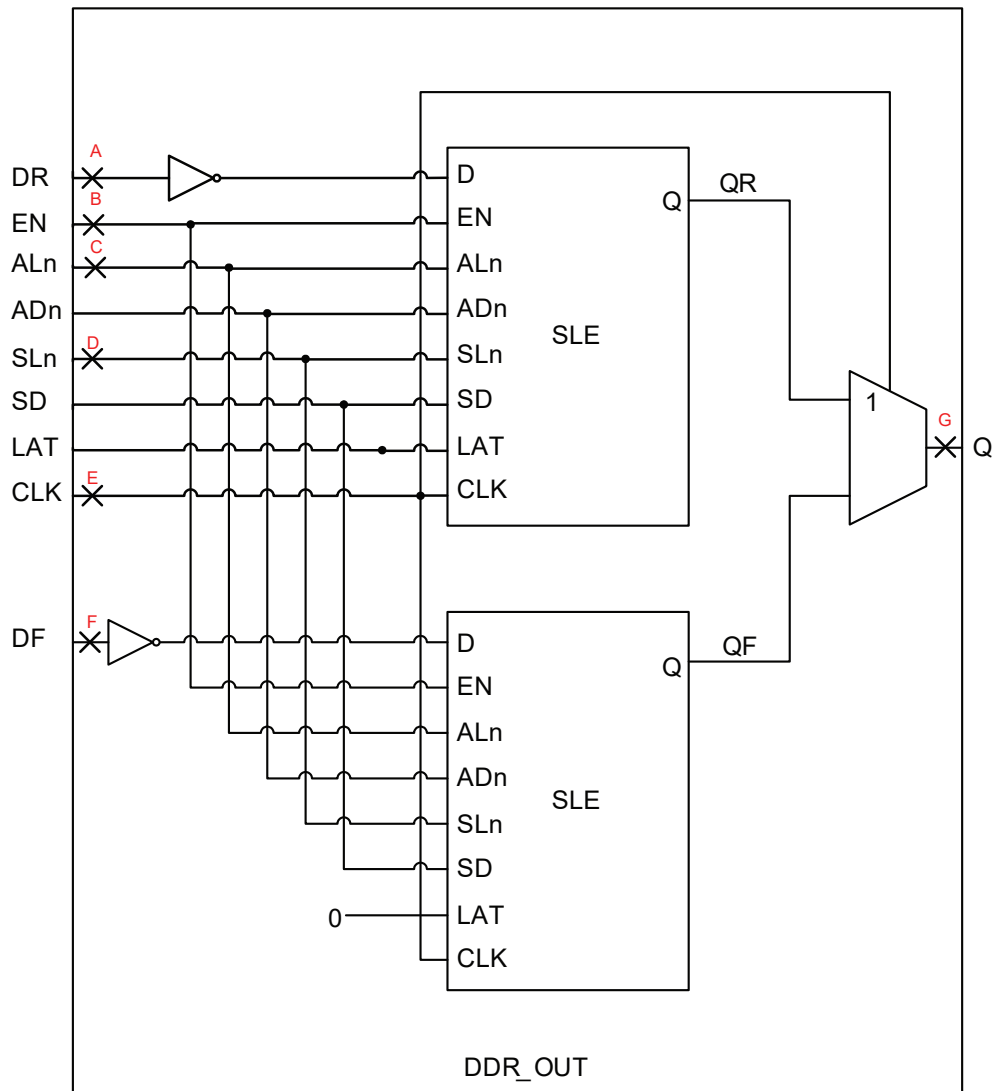 A
DR
D
B
EN
EN
Q
QR
C
ALn
ALn
ADn
ADn
SLE
D
SLn
SLn
SD
SD
1
LAT
LAT
G
Q
E
CLK
CLK
F
DF
D
Q
QF
EN
ALn
ADn
SLE
SLn
SD
0
LAT
CLK
DDR_OUT